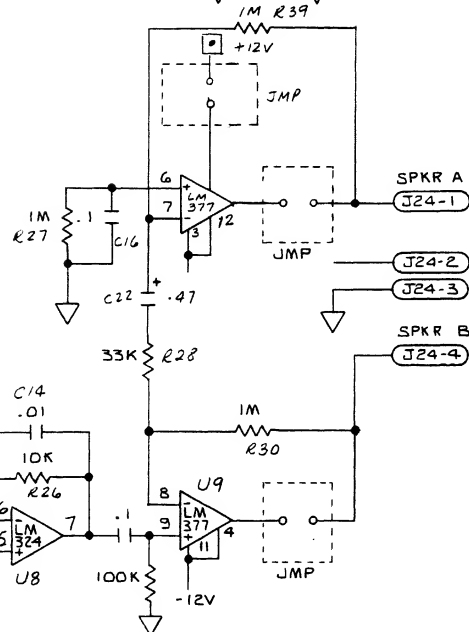 1M R39
+12V
JMP
6
7
+
-
LM
377
3
12
1M
R27
.1
C16
JMP
SPKR A
J24-1
J24-2
J24-3
C22
+
.47
33K R28
SPKR B
J24-4
1M
R30
C14
.01
10K
R26
6
5
-
+
LM
324
7
U8
.1
100K
U9
8
9
-
+
LM
377
11
4
-12V
JMP